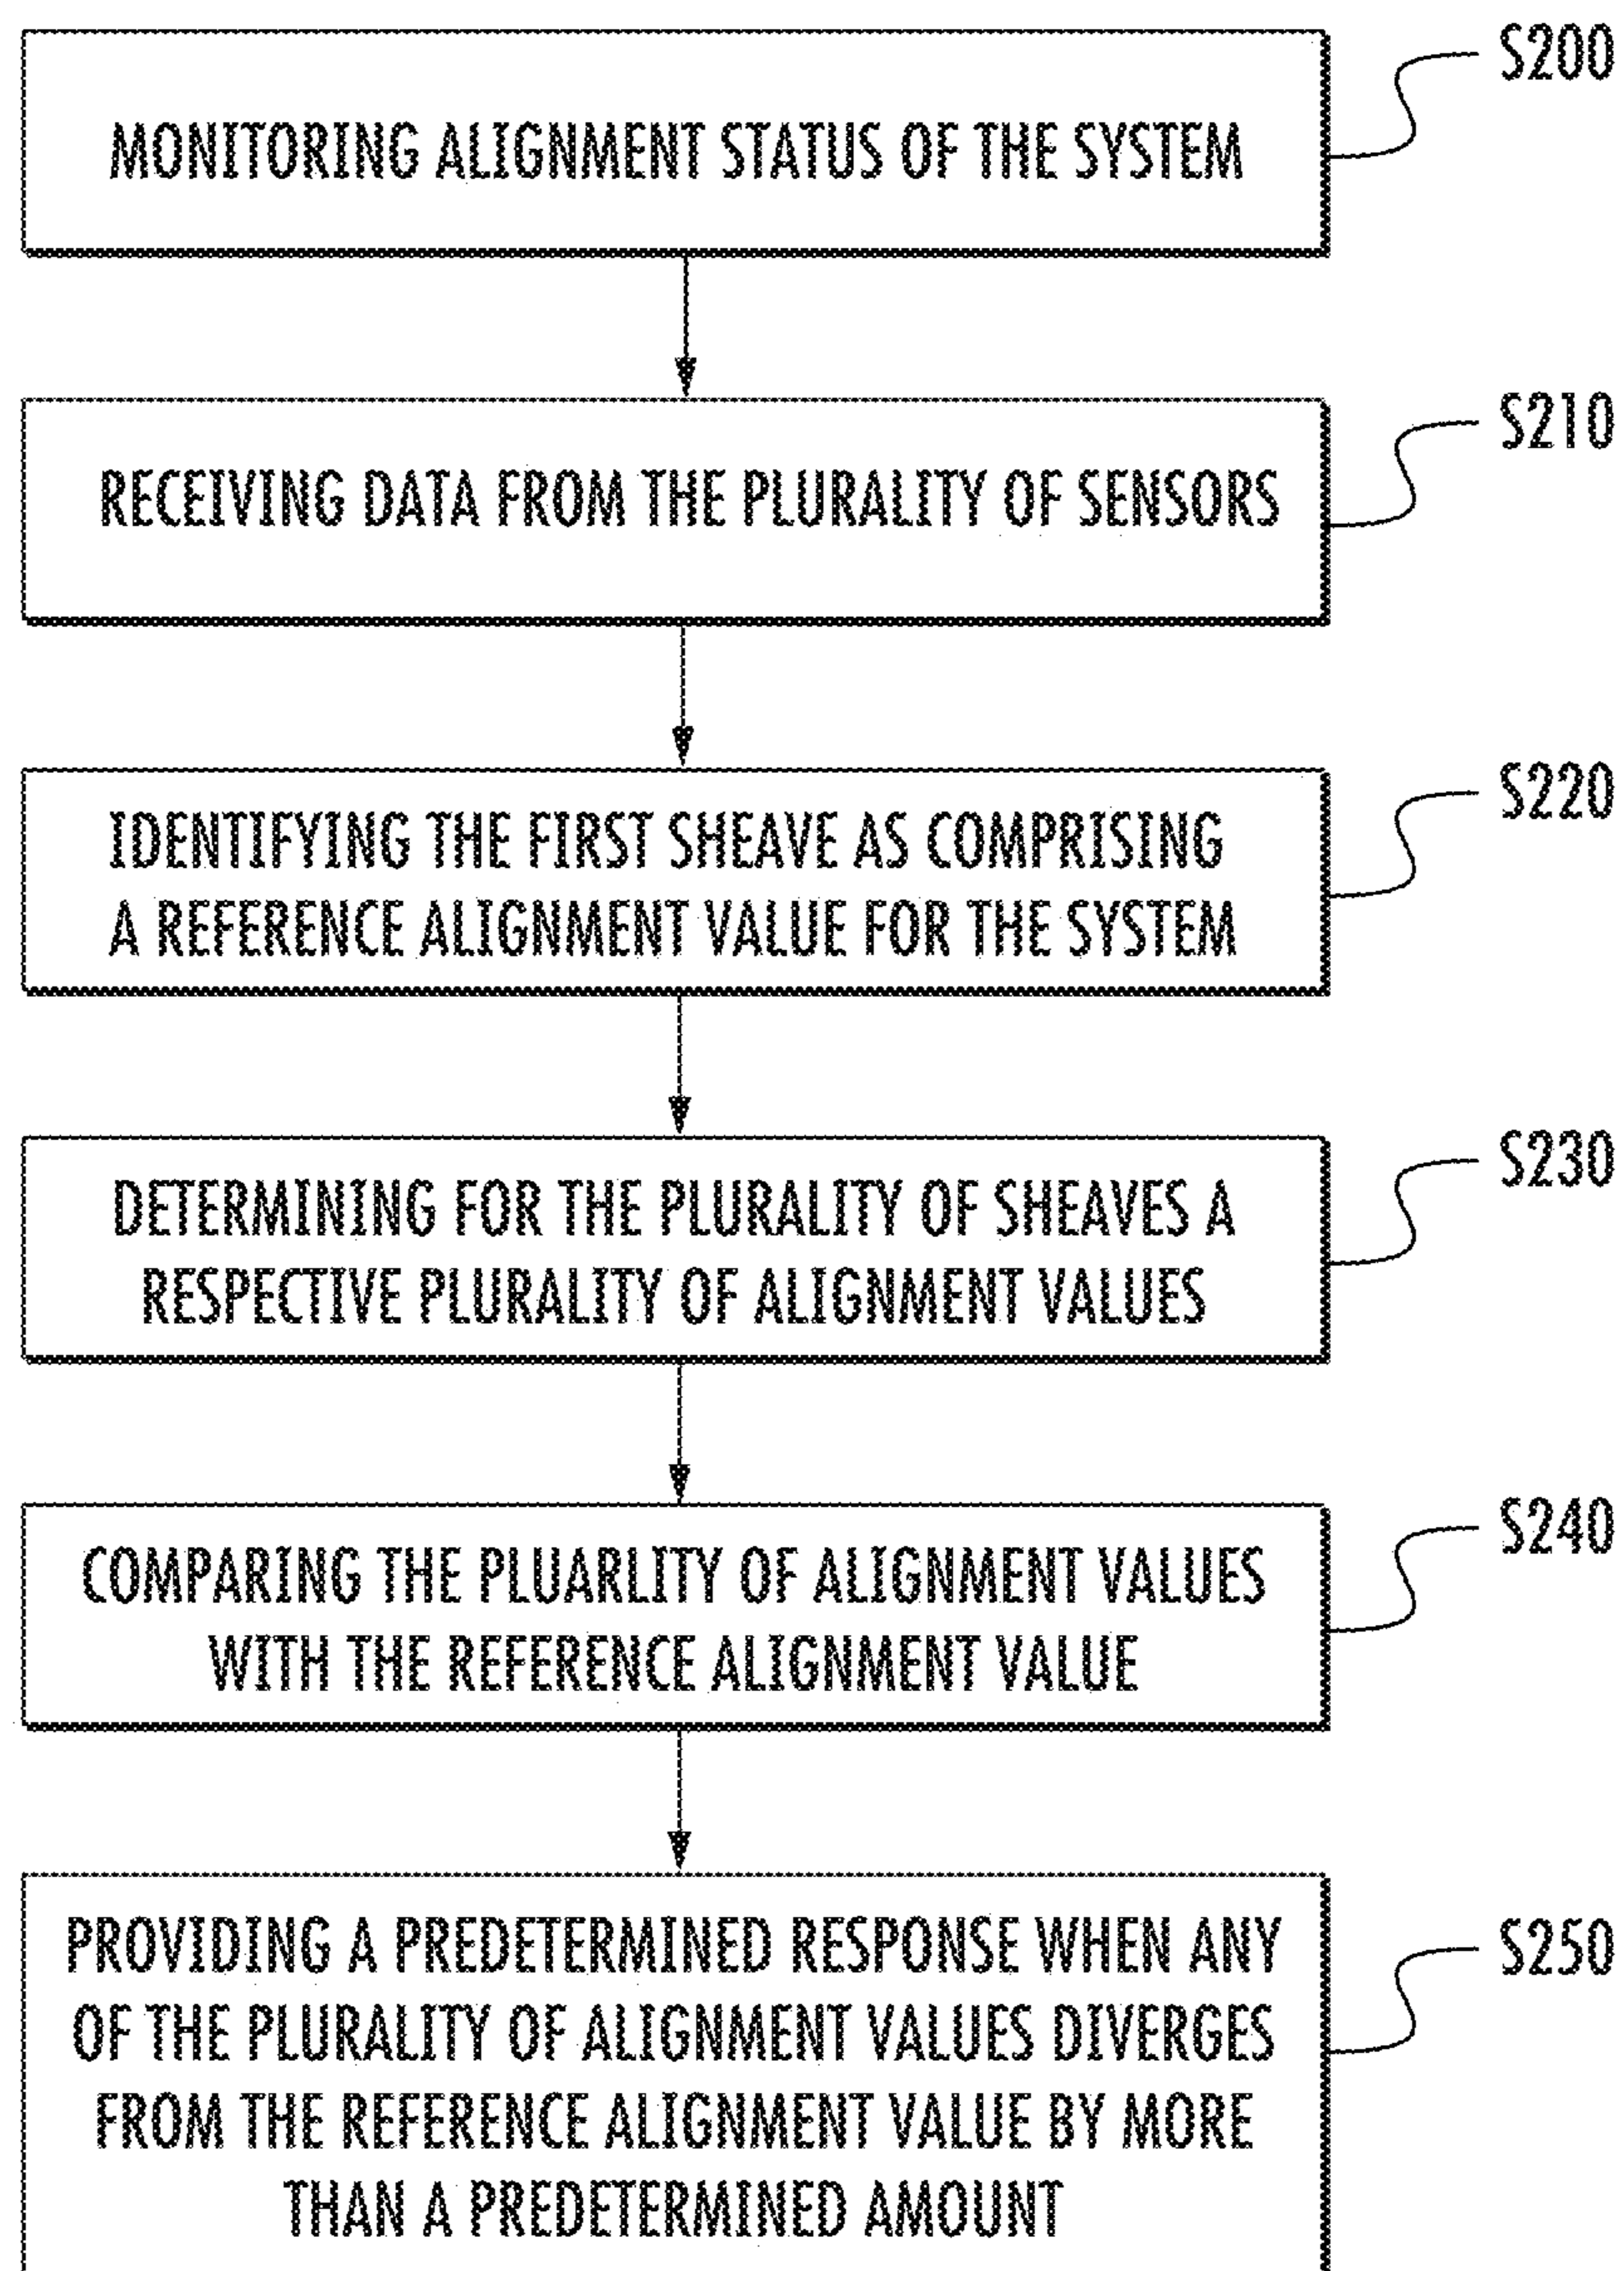 MONITORING ALIGNMENT STATUS OF THE SYSTEM
S200
RECEIVING DATA FROM THE PLURALITY OF SENSORS
S210
IDENTIFYING THE FIRST SHEAVE AS COMPRISING
A REFERENCE ALIGNMENT VALUE FOR THE SYSTEM
S220
DETERMINING FOR THE PLURALITY OF SHEAVES A
RESPECTIVE PLURALITY OF ALIGNMENT VALUES
S230
COMPARING THE PLUARLITY OF ALIGNMENT VALUES
WITH THE REFERENCE ALIGNMENT VALUE
S240
PROVIDING A PREDETERMINED RESPONSE WHEN ANY
OF THE PLURALITY OF ALIGNMENT VALUES DIVERGES
FROM THE REFERENCE ALIGNMENT VALUE BY MORE
THAN A PREDETERMINED AMOUNT
S250